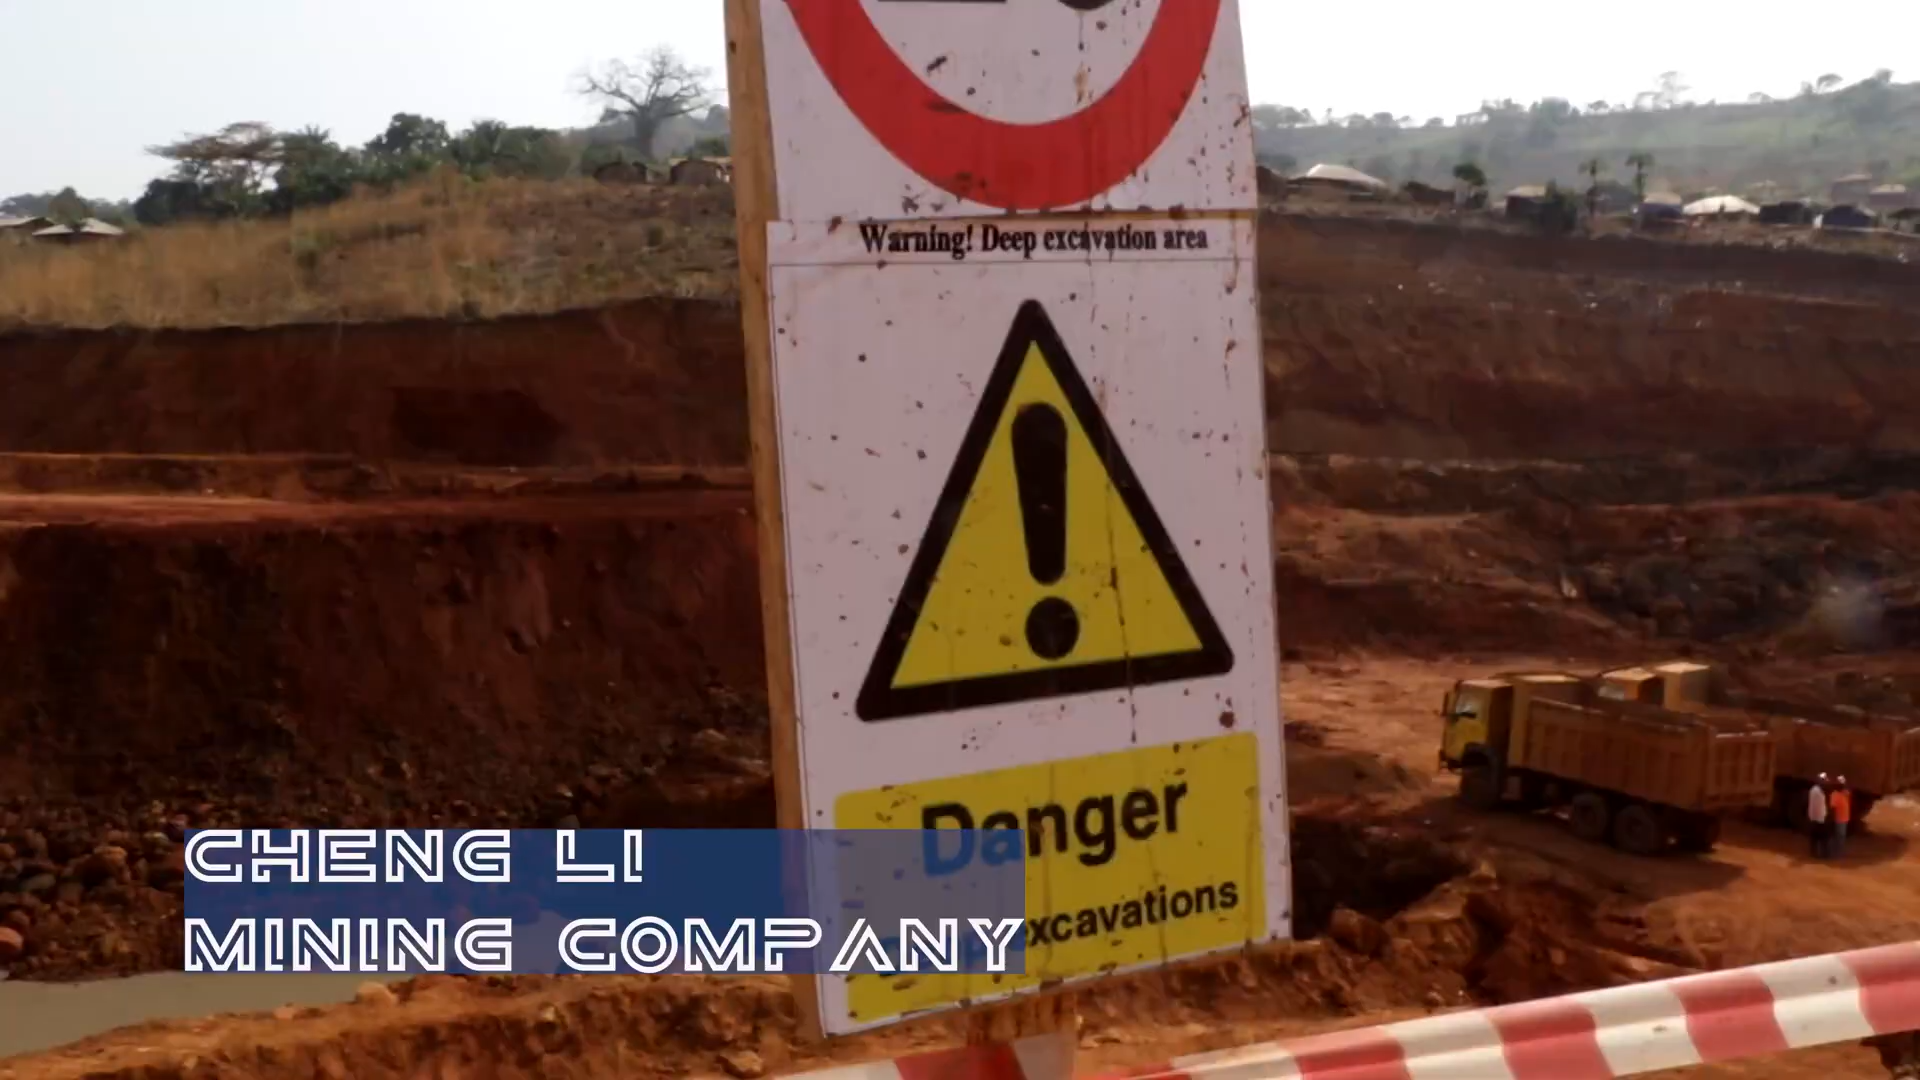 Warning! Deep excavation area
Danger
excavations
CHENG LI
MINING COMPANY